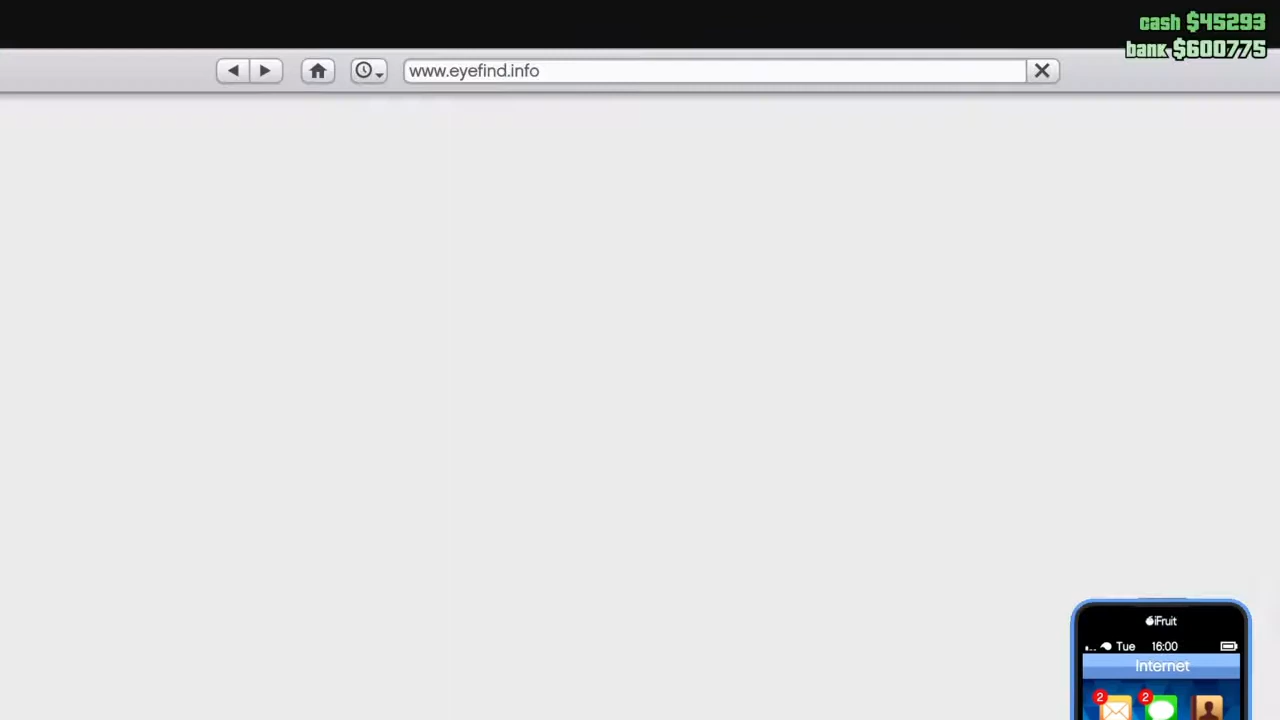 cash $45293
bank $600775
www.eyefind.info
iFruit
Tue 16:00
Internet
2 2